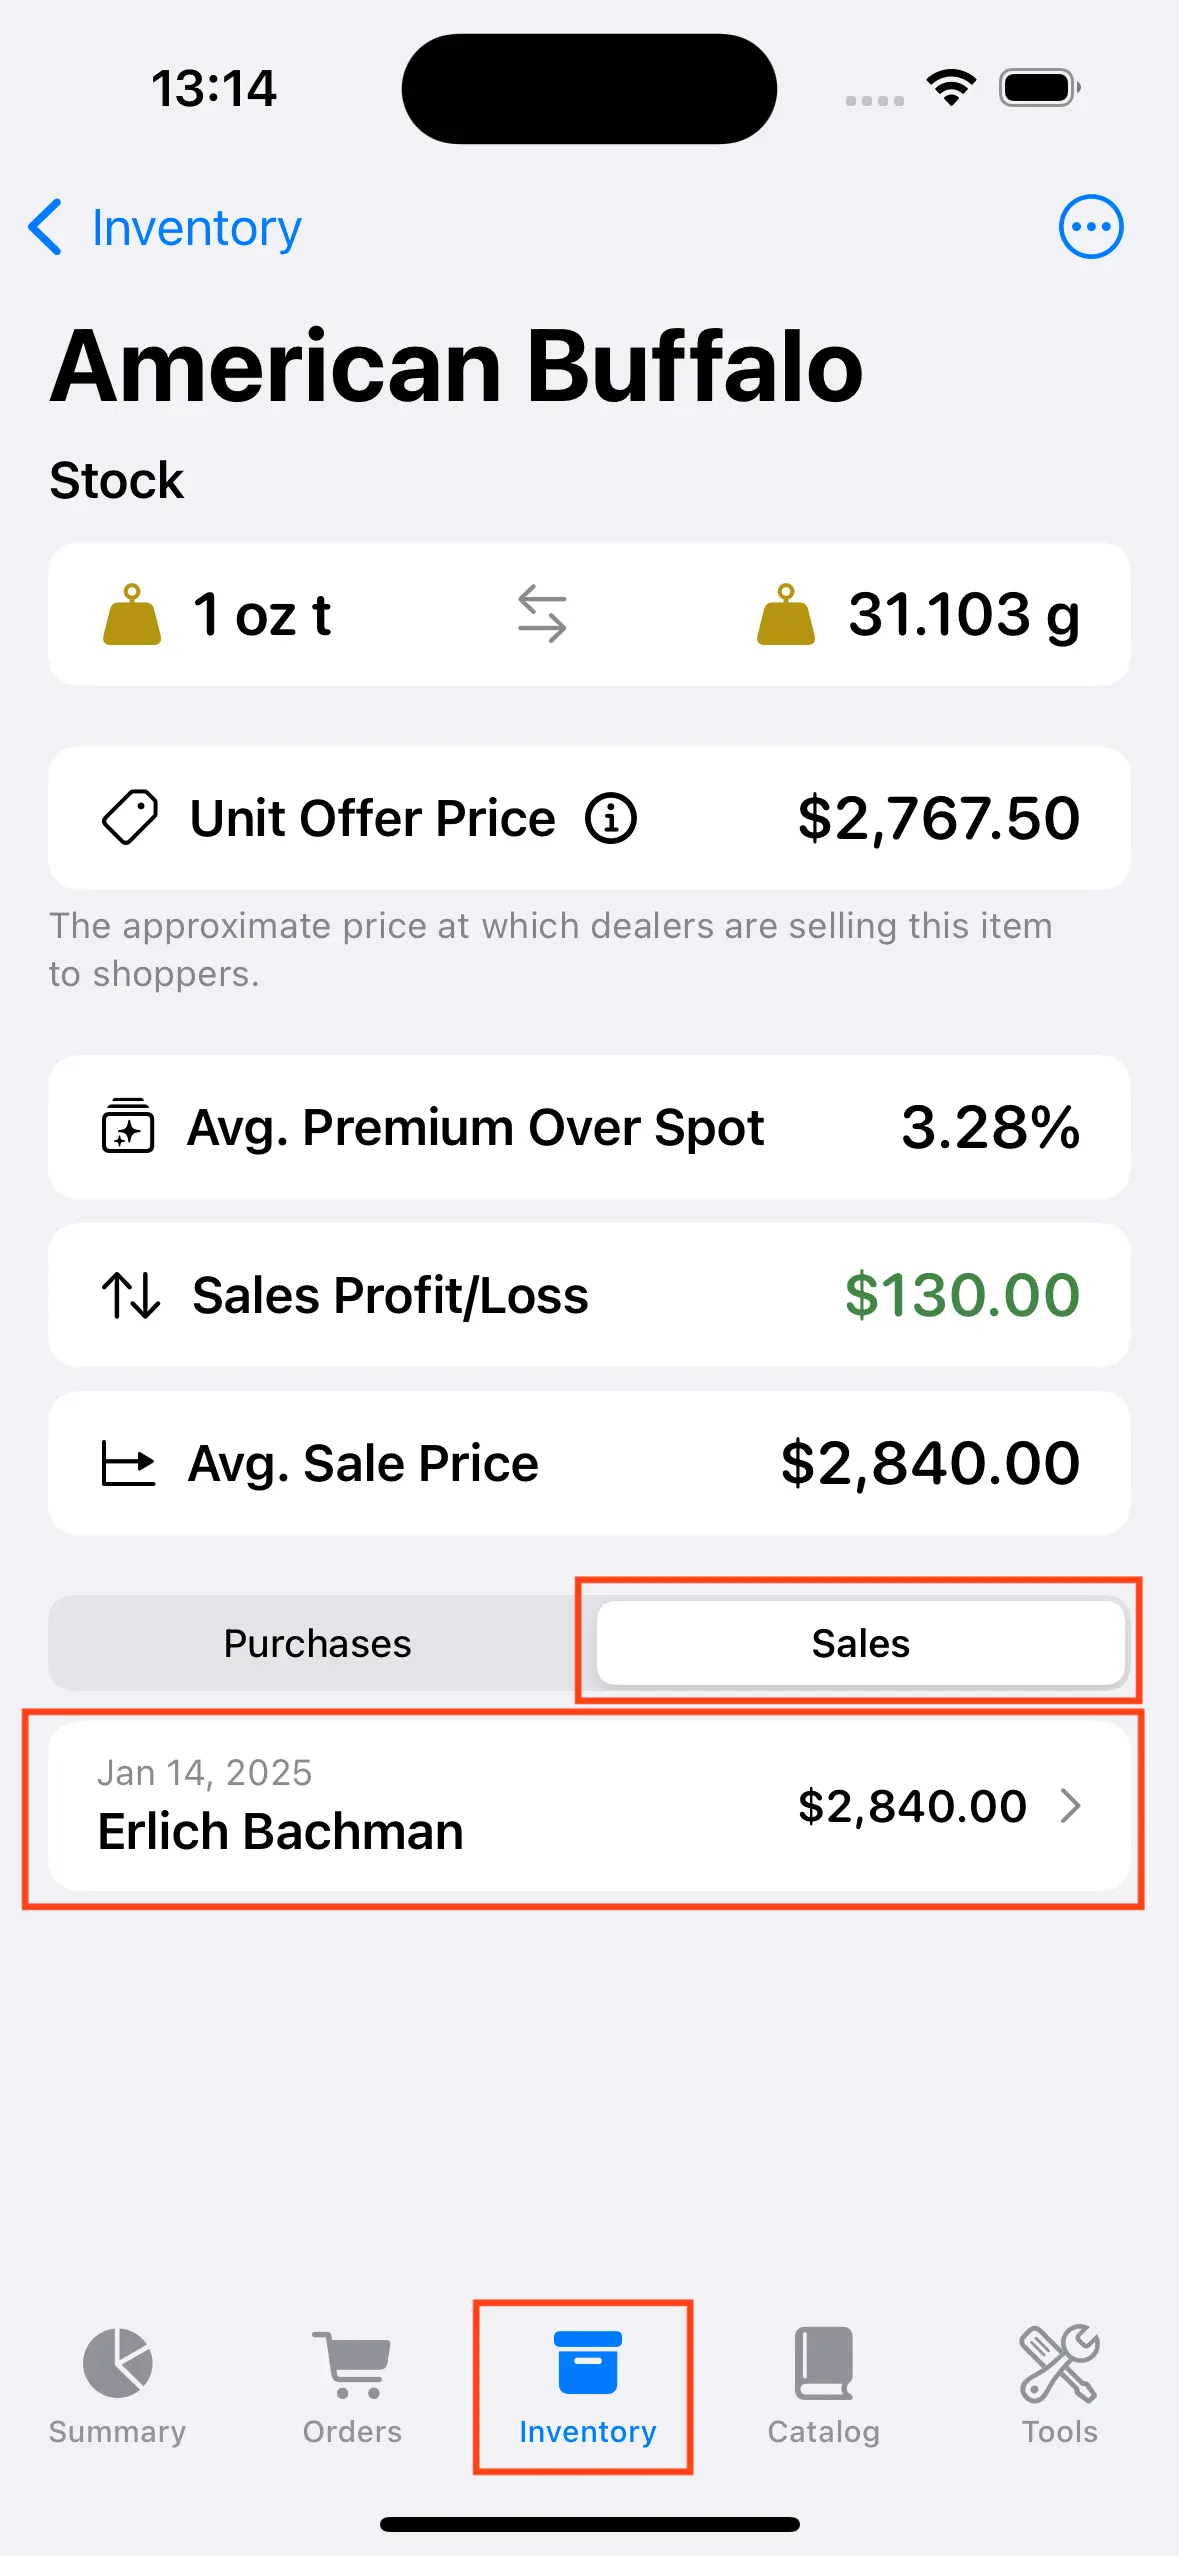 13:14
Inventory
American Buffalo
Stock
1 oz t
31.103 g
Unit Offer Price
$2,767.50
The approximate price at which dealers are selling this item
to shoppers.
Avg. Premium Over Spot
3.28%
Sales Profit/Loss
$130.00
Avg. Sale Price
$2,840.00
Purchases
Sales
Jan 14, 2025
Erlich Bachman
$2,840.00
Summary
Orders
Inventory
Catalog
Tools